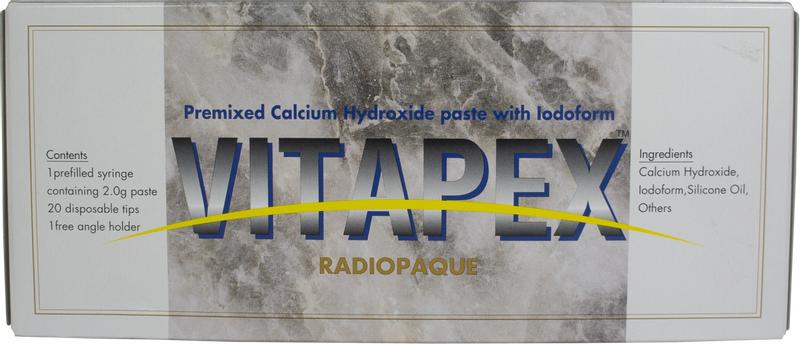 Premixed Calcium Hydroxide paste with Iodoform
VITAPEX™
RADIOPAQUE
Contents
1prefilled syringe
containing 2.0g paste
20 disposable tips
1free angle holder
Ingredients
Calcium Hydroxide,
Iodoform,Silicone Oil,
Others